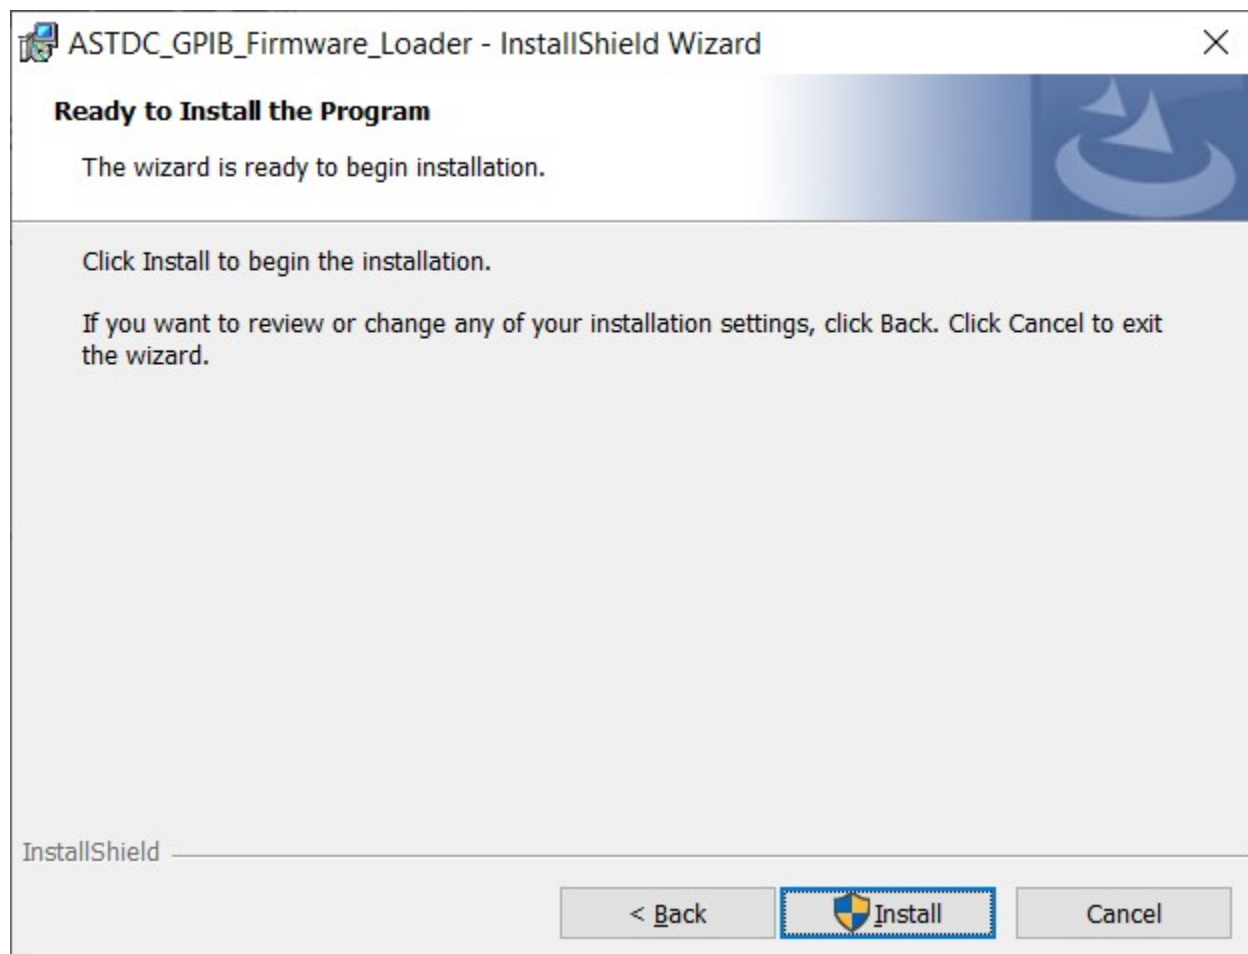 ASTDC_GPIB_Firmware_Loader - InstallShield Wizard
Ready to Install the Program
The wizard is ready to begin installation.
Click Install to begin the installation.
If you want to review or change any of your installation settings, click Back. Click Cancel to exit
the wizard.
InstallShield
< Back
Install
Cancel